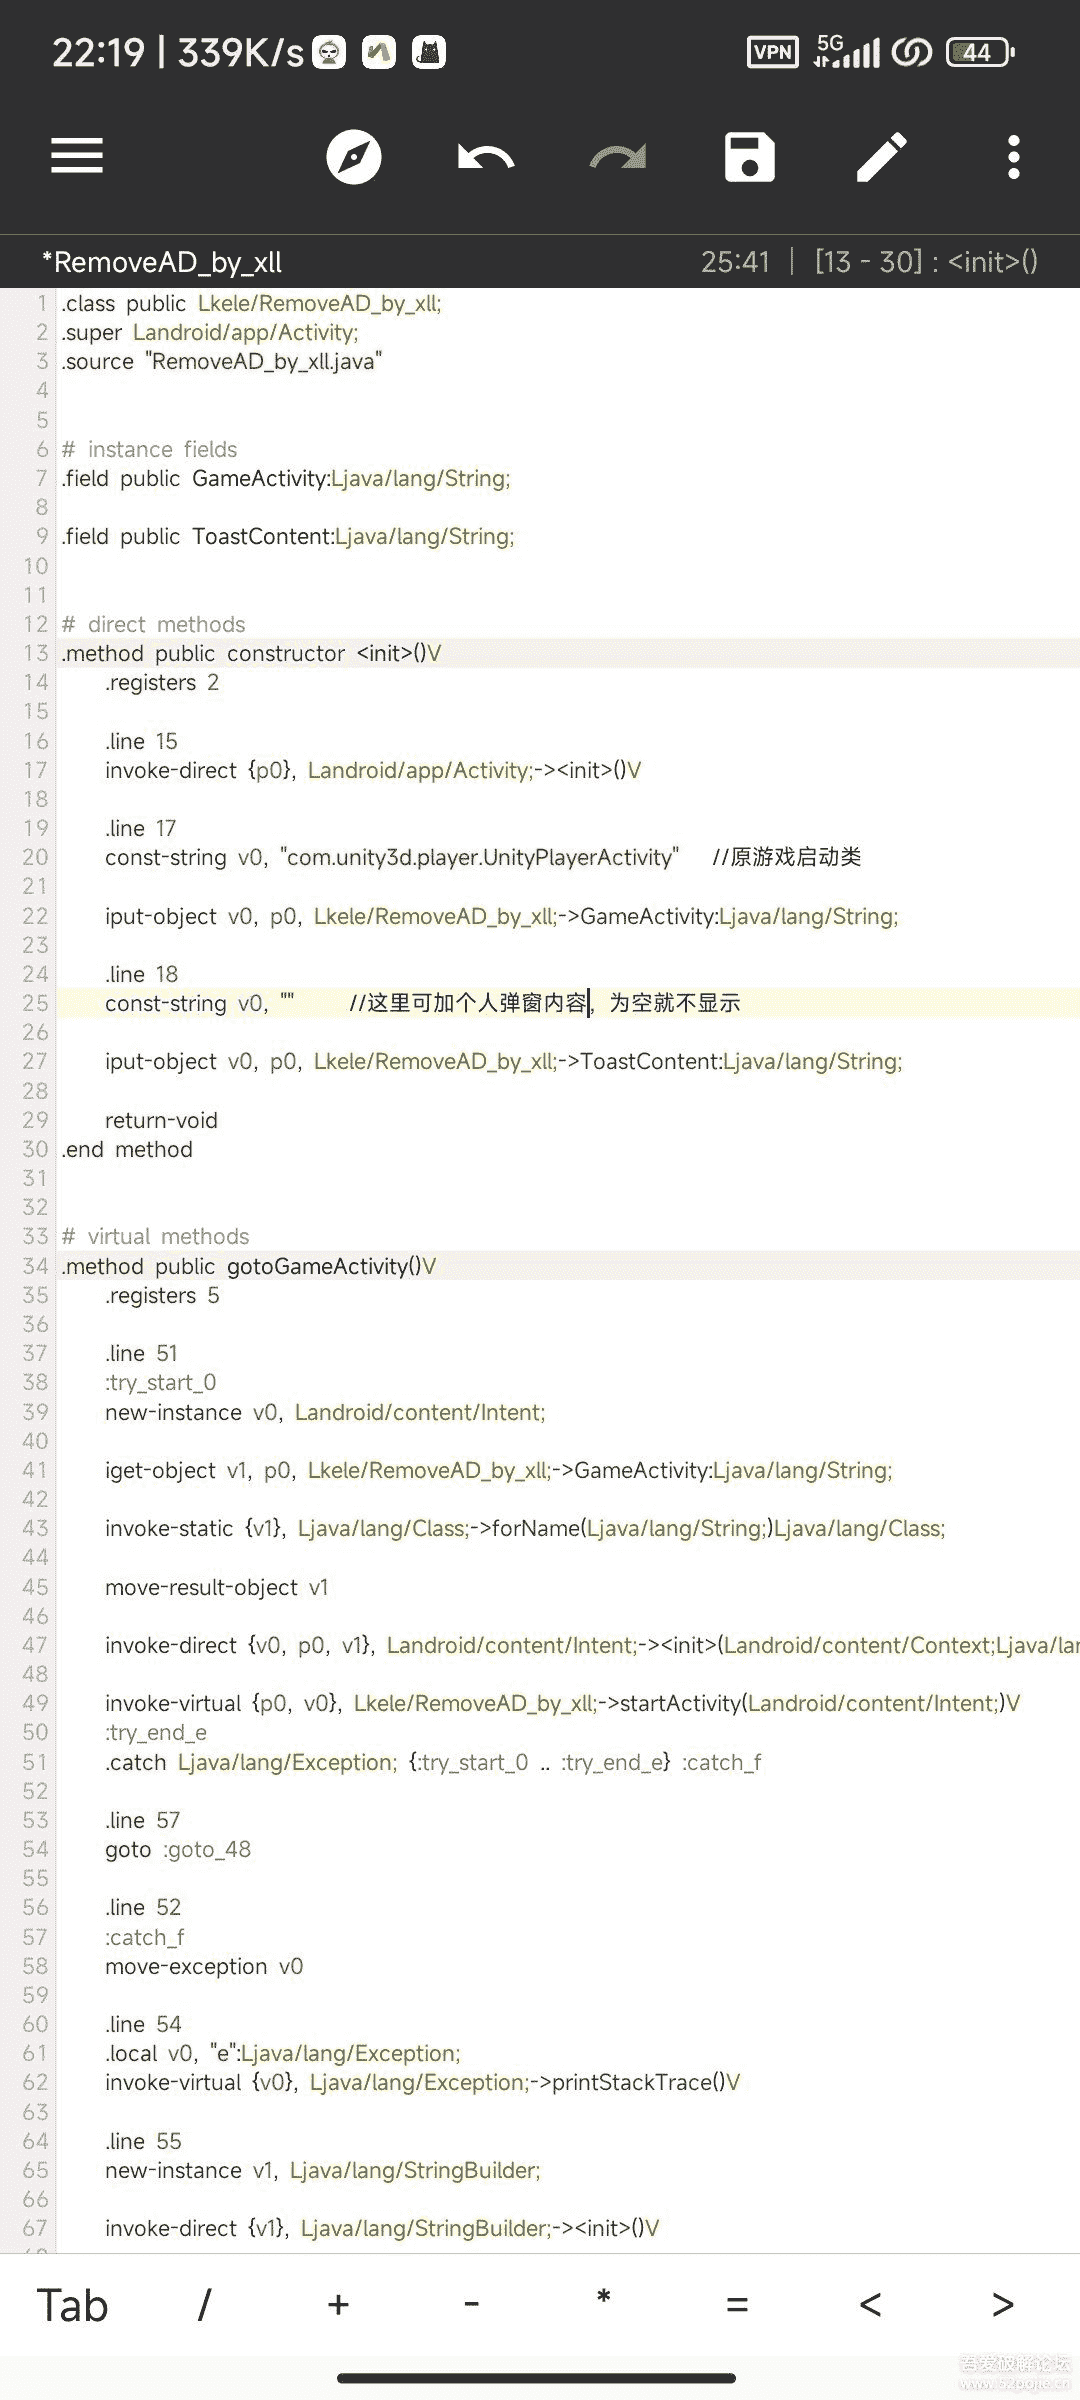 22:19 | 339K/s VPN 5G 44
*RemoveAD_by_xll 25:41 | [13 - 30] : <init>()
1 .class public Lkele/RemoveAD_by_xll;
2 .super Landroid/app/Activity;
3 .source "RemoveAD_by_xll.java"
4
5
6 # instance fields
7 .field public GameActivity:Ljava/lang/String;
8
9 .field public ToastContent:Ljava/lang/String;
10
11
12 # direct methods
13 .method public constructor <init>()V
14 .registers 2
15
16 .line 15
17 invoke-direct {p0}, Landroid/app/Activity;-><init>()V
18
19 .line 17
20 const-string v0, "com.unity3d.player.UnityPlayerActivity" //原游戏启动类
21
22 iput-object v0, p0, Lkele/RemoveAD_by_xll;->GameActivity:Ljava/lang/String;
23
24 .line 18
25 const-string v0, "" //这里可加个人弹窗内容，为空就不显示
26
27 iput-object v0, p0, Lkele/RemoveAD_by_xll;->ToastContent:Ljava/lang/String;
28
29 return-void
30 .end method
31
32
33 # virtual methods
34 .method public gotoGameActivity()V
35 .registers 5
36
37 .line 51
38 :try_start_0
39 new-instance v0, Landroid/content/Intent;
40
41 iget-object v1, p0, Lkele/RemoveAD_by_xll;->GameActivity:Ljava/lang/String;
42
43 invoke-static {v1}, Ljava/lang/Class;->forName(Ljava/lang/String;)Ljava/lang/Class;
44
45 move-result-object v1
46
47 invoke-direct {v0, p0, v1}, Landroid/content/Intent;-><init>(Landroid/content/Context;Ljava/lan
48
49 invoke-virtual {p0, v0}, Lkele/RemoveAD_by_xll;->startActivity(Landroid/content/Intent;)V
50 :try_end_e
51 .catch Ljava/lang/Exception; {:try_start_0 .. :try_end_e} :catch_f
52
53 .line 57
54 goto :goto_48
55
56 .line 52
57 :catch_f
58 move-exception v0
59
60 .line 54
61 .local v0, "e":Ljava/lang/Exception;
62 invoke-virtual {v0}, Ljava/lang/Exception;->printStackTrace()V
63
64 .line 55
65 new-instance v1, Ljava/lang/StringBuilder;
66
67 invoke-direct {v1}, Ljava/lang/StringBuilder;-><init>()V
Tab / + - * = < >
吾爱破解论坛
www.52pojie.cn